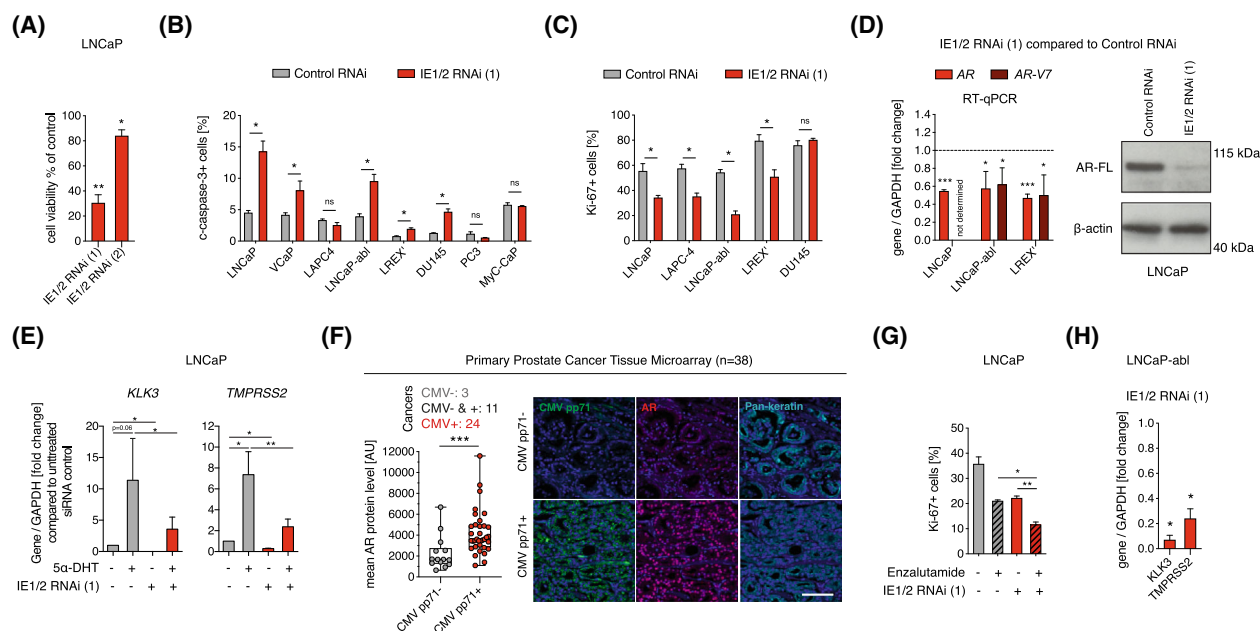 (A)
LNCaP
cell viability % of control
100
80
60
40
20
0
**
*
IE1/2 RNAi (1)
IE1/2 RNAi (2)
(B)
Control RNAi
IE1/2 RNAi (1)
c-caspase-3+ cells [%]
20
15
10
5
0
*
*
ns
*
*
*
ns
ns
LNCaP
VCaP
LAPC4
LNCaP-abl
LREX'
DU145
PC3
MyC-CaP
(C)
Control RNAi
IE1/2 RNAi (1)
Ki-67+ cells [%]
100
80
60
40
20
0
*
*
*
*
ns
LNCaP
LAPC-4
LNCaP-abl
LREX'
DU145
(D)
IE1/2 RNAi (1) compared to Control RNAi
AR
AR-V7
RT-qPCR
gene / GAPDH [fold change]
1.4
1.2
1.0
0.8
0.6
0.4
0.2
0.0
***
not determined
*
*
***
*
LNCaP
LNCaP-abl
LREX'
Control RNAi
IE1/2 RNAi (1)
AR-FL
115 kDa
β-actin
40 kDa
LNCaP
(E)
LNCaP
KLK3
TMPRSS2
Gene / GAPDH [fold change]
compared to untreated
siRNA control
20
15
10
5
0
*
p=0.06
*
12
10
8
6
4
2
0
*
*
**
5α-DHT - + - + - + - +
IE1/2 RNAi (1) - - + + - - + +
(F)
Primary Prostate Cancer Tissue Microarray (n=38)
Cancers
CMV-: 3
CMV- & +: 11
CMV+: 24
***
mean AR protein level [AU]
12000
10000
8000
6000
4000
2000
0
CMV pp71-
CMV pp71+
CMV pp71-
CMV pp71+
CMV pp71
AR
Pan-keratin
(G)
LNCaP
Ki-67+ cells [%]
50
40
30
20
10
0
*
**
Enzalutamide - + - +
IE1/2 RNAi (1) - - + +
(H)
LNCaP-abl
IE1/2 RNAi (1)
gene / GAPDH [fold change]
1.0
0.8
0.6
0.4
0.2
0.0
*
*
KLK3
TMPRSS2